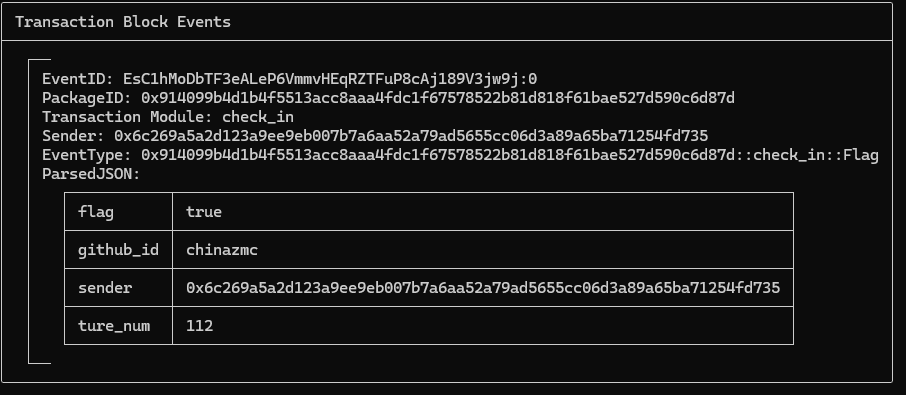 Transaction Block Events
EventID: EsC1hMoDbTF3eALeP6VmmvHEqRZTFuP8cAj189V3jw9j:0
PackageID: 0x914099b4d1b4f5513acc8aaa4fdc1f67578522b81d818f61bae527d590c6d87d
Transaction Module: check_in
Sender: 0x6c269a5a2d123a9ee9eb007b7a6aa52a79ad5655cc06d3a89a65ba71254fd735
EventType: 0x914099b4d1b4f5513acc8aaa4fdc1f67578522b81d818f61bae527d590c6d87d::check_in::Flag
ParsedJSON:
flag true
github_id chinazmc
sender 0x6c269a5a2d123a9ee9eb007b7a6aa52a79ad5655cc06d3a89a65ba71254fd735
ture_num 112